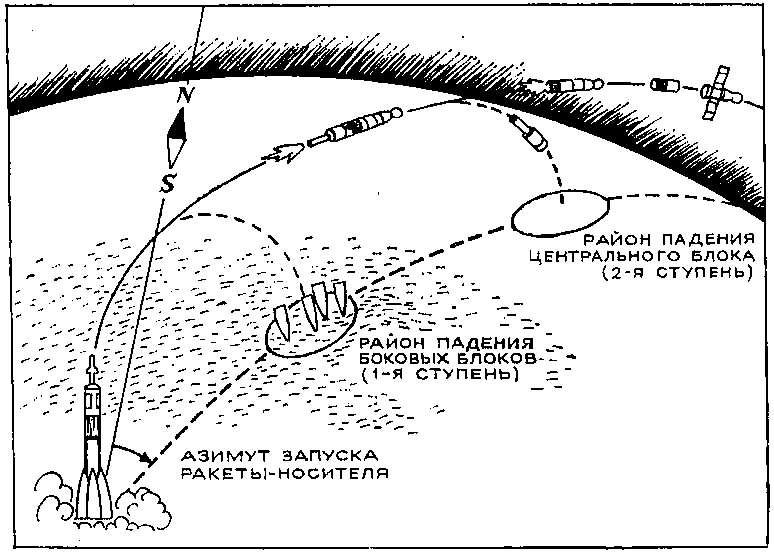 N
S
РАЙОН ПАДЕНИЯ
ЦЕНТРАЛЬНОГО БЛОКА
(2-Я СТУПЕНЬ)
РАЙОН ПАДЕНИЯ
БОКОВЫХ БЛОКОВ
(1-Я СТУПЕНЬ)
АЗИМУТ ЗАПУСКА
РАКЕТЫ-НОСИТЕЛЯ